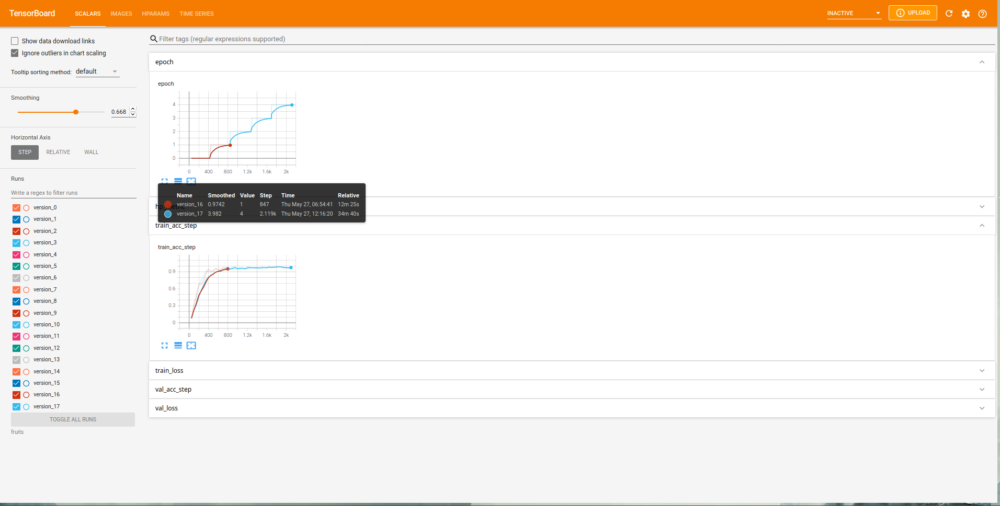 TensorBoard SCALARS IMAGES HPARAMS TIME SERIES INACTIVE UPLOAD
Show data download links
Ignore outliers in chart scaling
Tooltip sorting method: default
Smoothing
0.668
Horizontal Axis
STEP RELATIVE WALL
Runs
Write a regex to filter runs
version_0
version_1
version_2
version_3
version_4
version_5
version_6
version_7
version_8
version_9
version_10
version_11
version_12
version_13
version_14
version_15
version_16
version_17
TOGGLE ALL RUNS
fruits
Filter tags (regular expressions supported)
epoch
epoch
4
3
2
1
0
0 400 800 1.2k 1.6k 2k
Name Smoothed Value Step Time Relative
version_16 0.9742 1 847 Thu May 27, 06:54:41 12m 25s
version_17 3.982 4 2.119k Thu May 27, 12:16:20 34m 40s
hp_metric
train_acc_step
train_acc_step
0.9
0.6
0.3
0
0 400 800 1.2k 1.6k 2k
train_loss
val_acc_step
val_loss